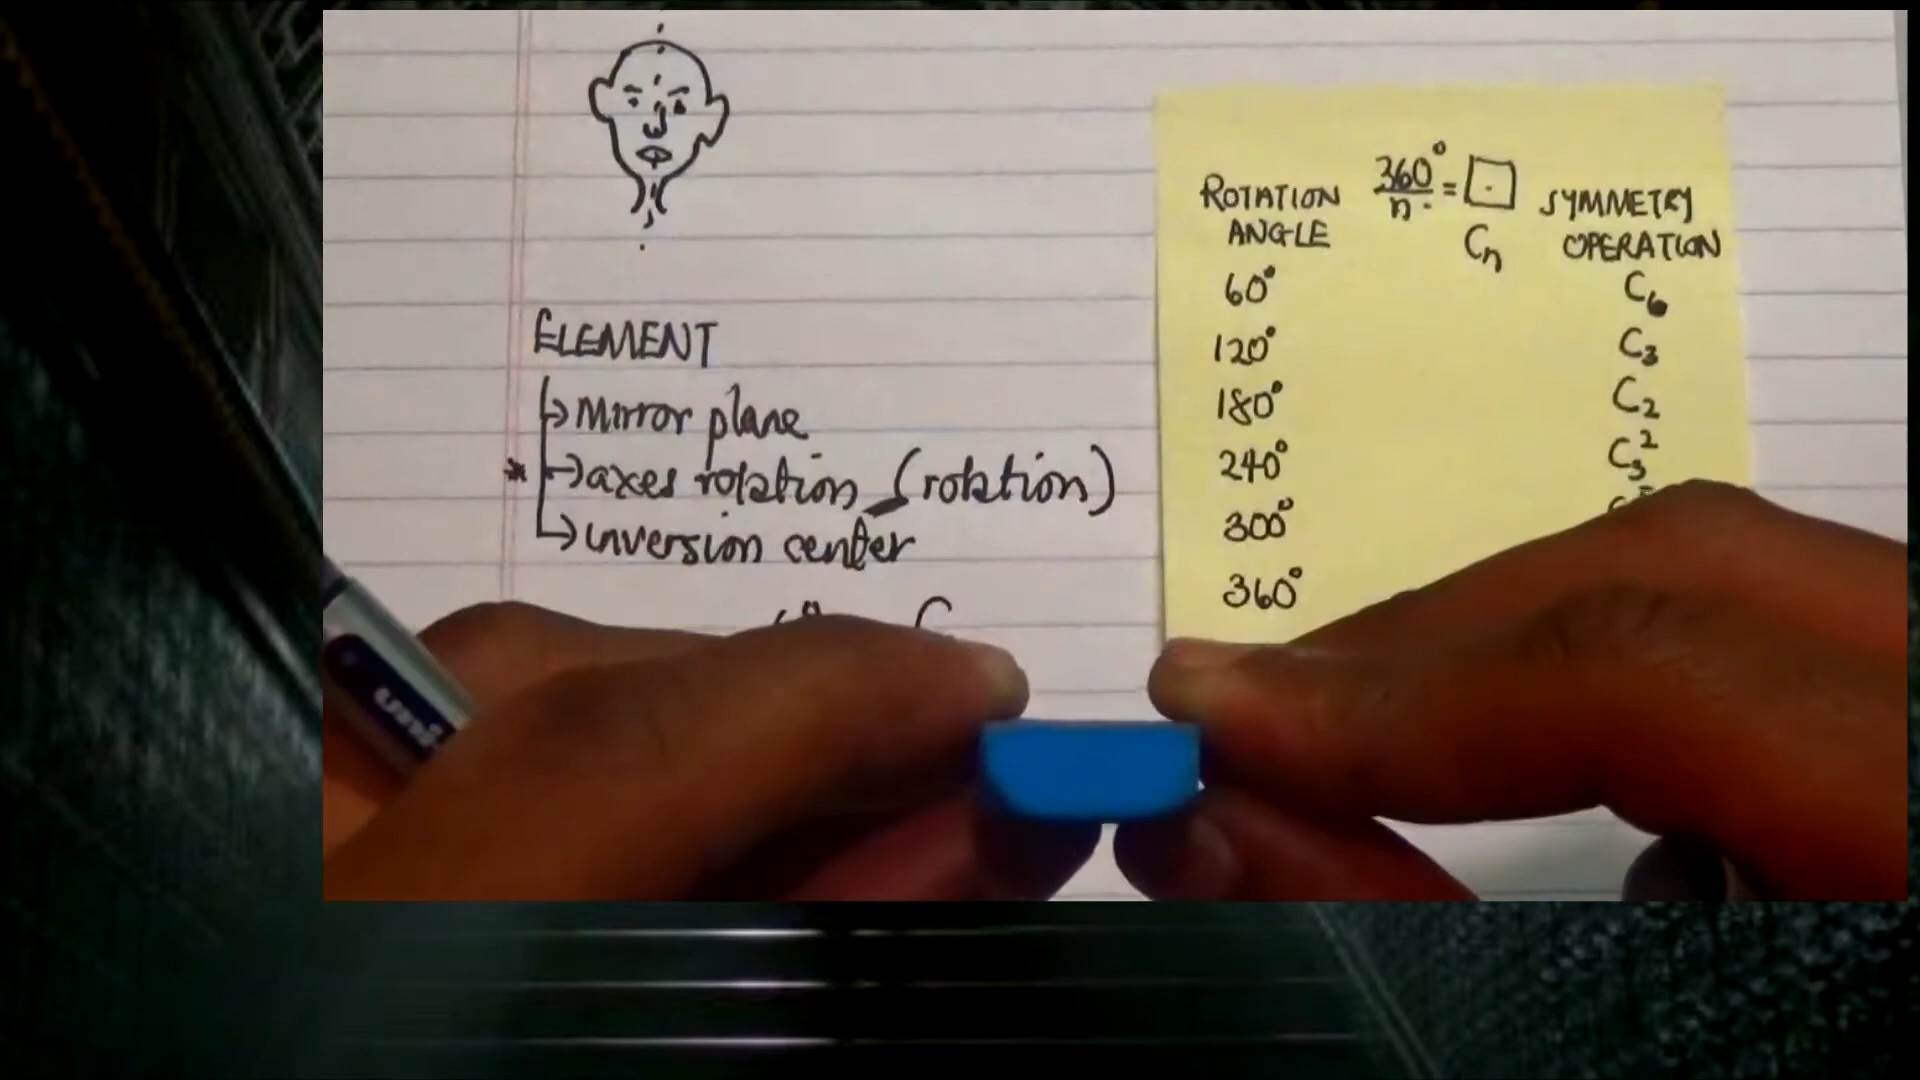 ELEMENT
Mirror plane
* axes rotation (rotation)
inversion center
ROTATION ANGLE
360°/n = □
Cn
SYMMETRY OPERATION
60° C6
120° C3
180° C2
240° C3²
300°
360°
uni